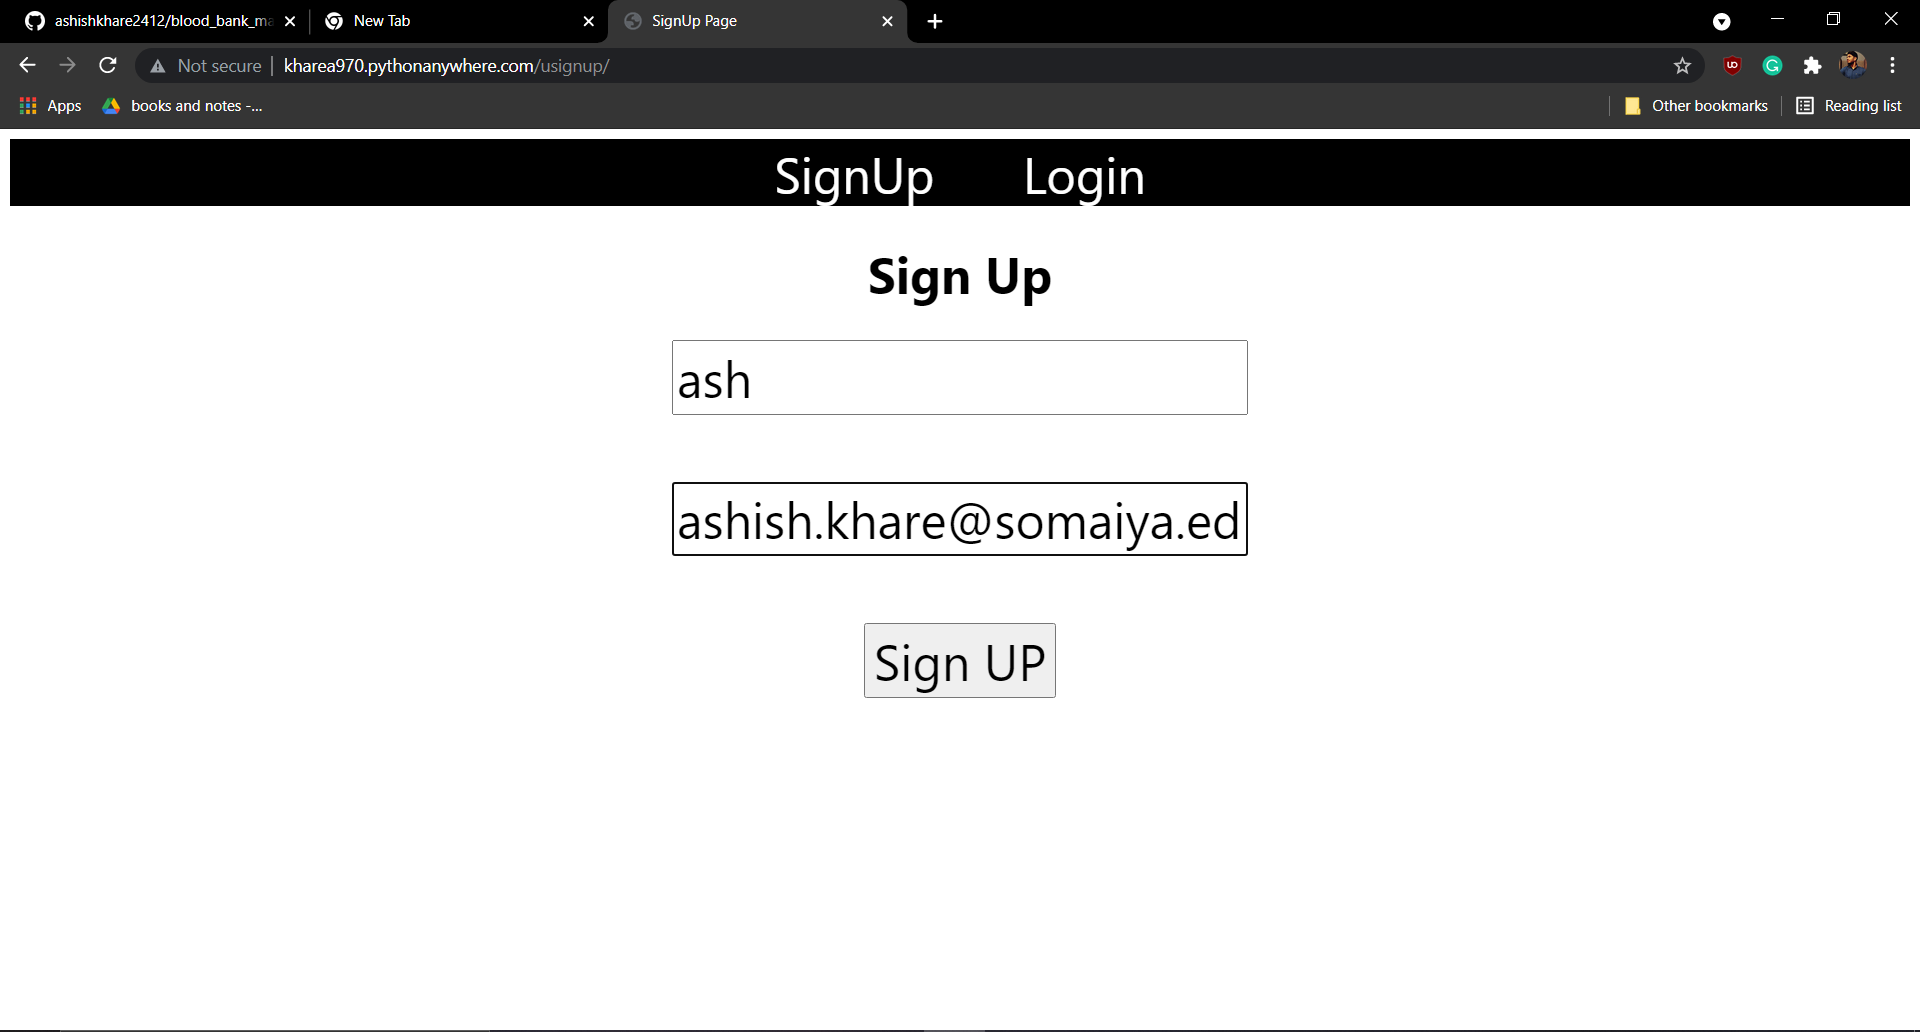 ashishkhare2412/blood_bank_ma
New Tab
SignUp Page
Not secure
kharea970.pythonanywhere.com/usignup/
Apps
books and notes -...
Other bookmarks
Reading list
SignUp
Login
Sign Up
ash
ashish.khare@somaiya.ed
Sign UP